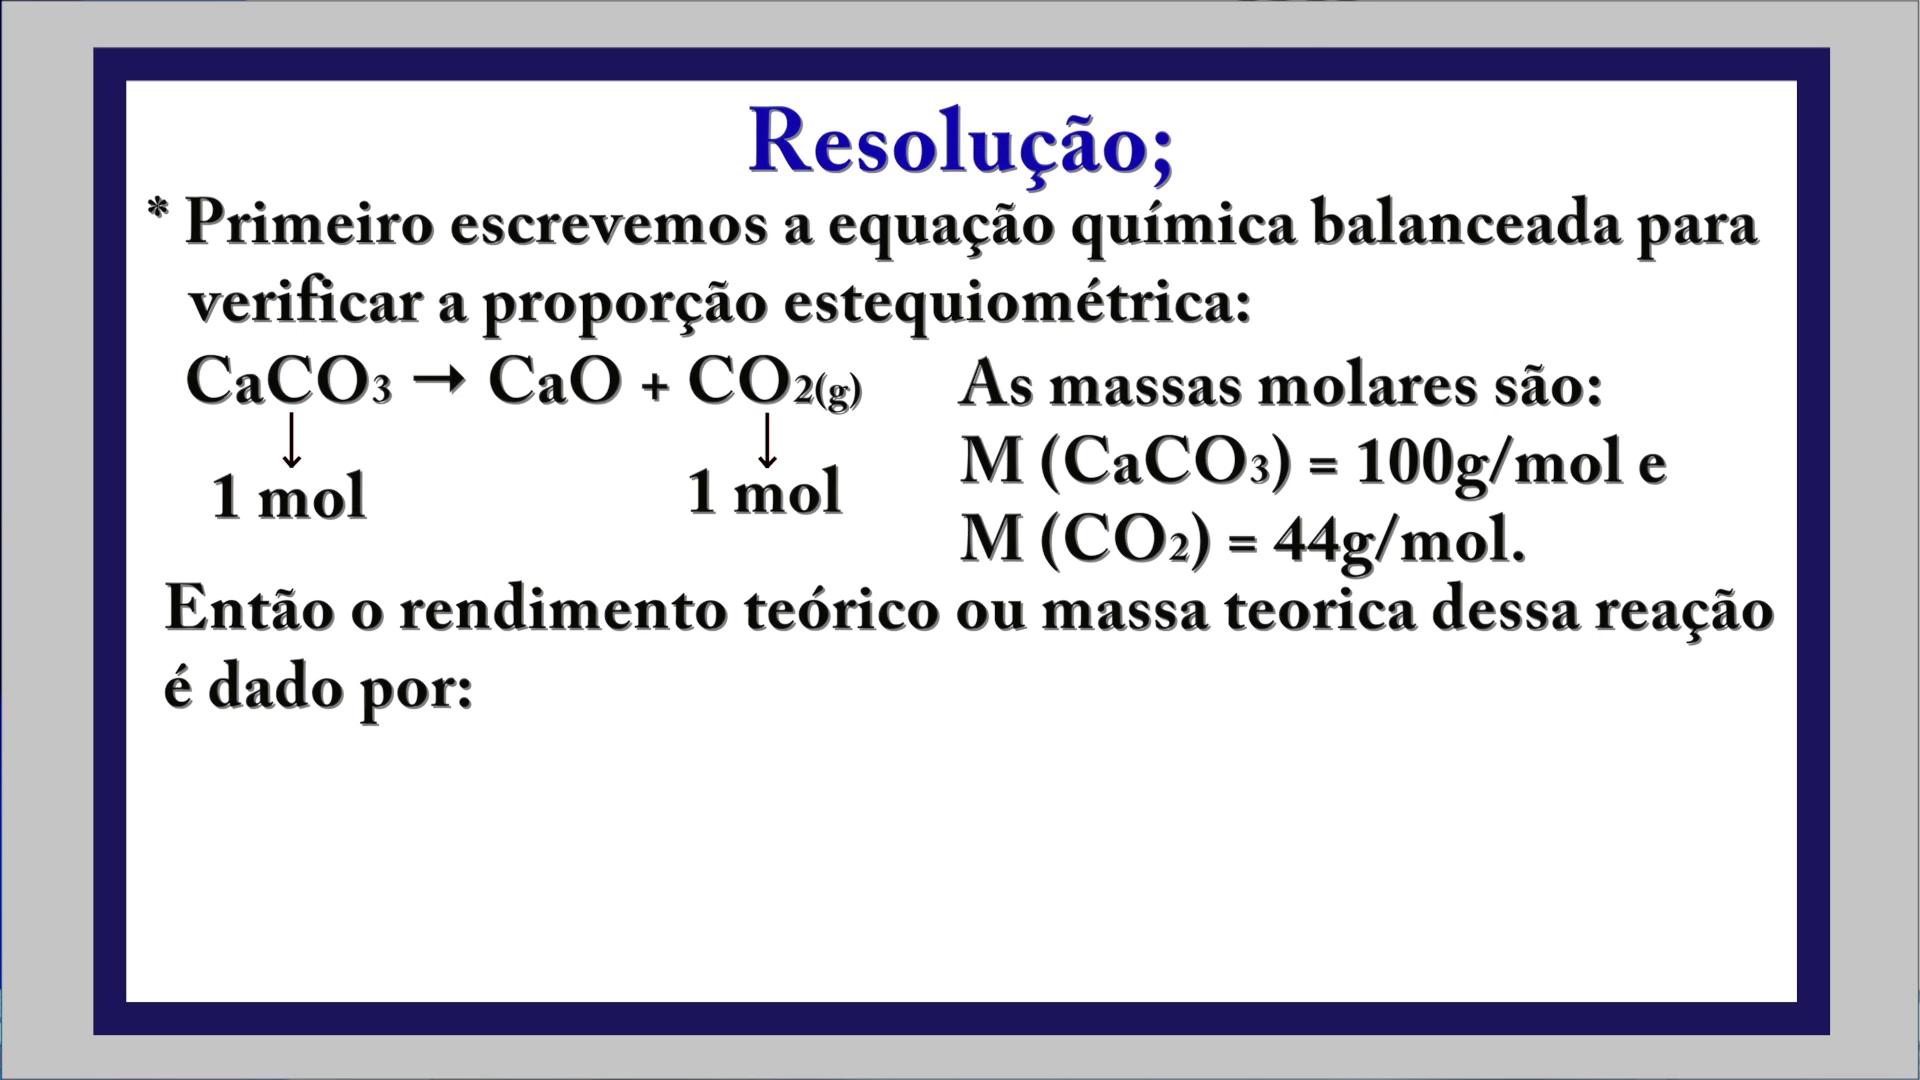 Resolução;
* Primeiro escrevemos a equação química balanceada para
verificar a proporção estequiométrica:
CaCO₃ → CaO + CO₂(g)
1 mol 1 mol
As massas molares são:
M (CaCO₃) = 100g/mol e
M (CO₂) = 44g/mol.
Então o rendimento teórico ou massa teorica dessa reação
é dado por: